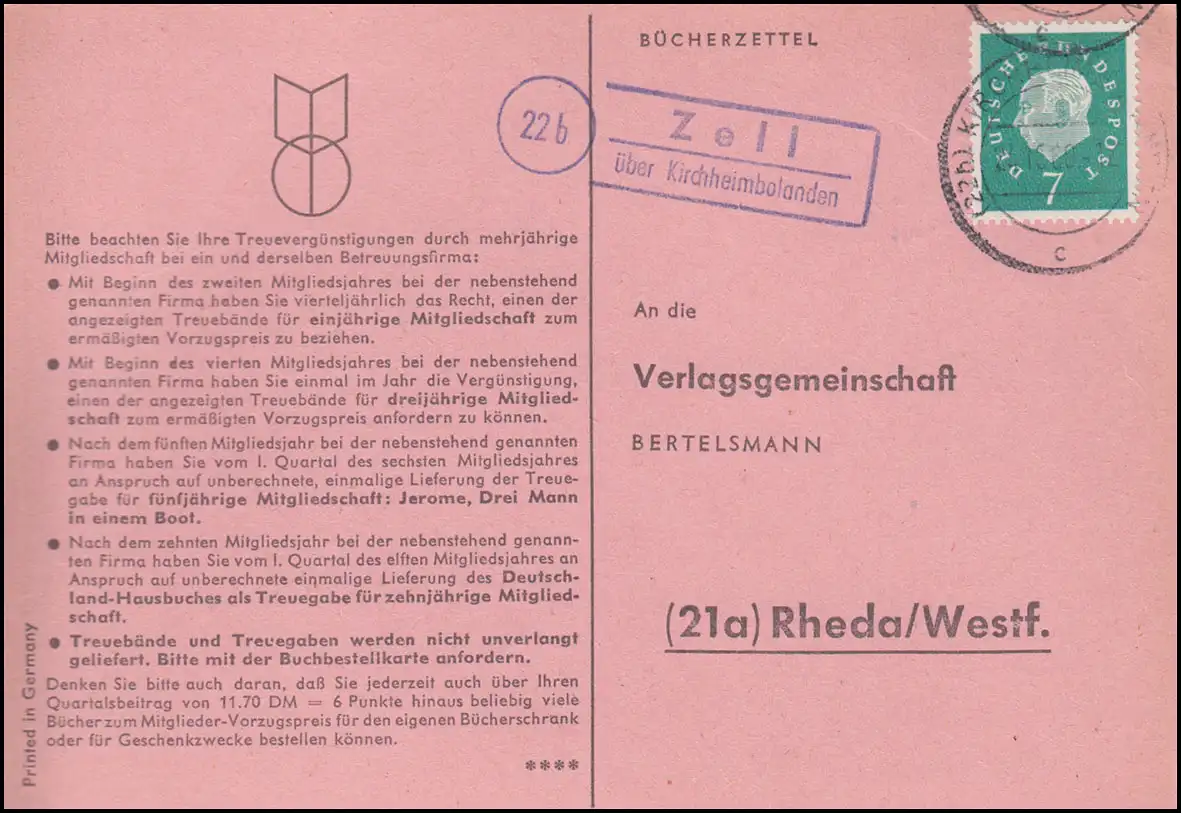 Bitte beachten Sie Ihre Treuevergünstigungen durch mehrjährige
Mitgliedschaft bei ein und derselben Betreuungsfirma:
● Mit Beginn des zweiten Mitgliedsjahres bei der nebenstehend
genannten Firma haben Sie vierteljährlich das Recht, einen der
angezeigten Treuebände für einjährige Mitgliedschaft zum
ermäßigten Vorzugspreis zu beziehen.
● Mit Beginn des vierten Mitgliedsjahres bei der nebenstehend
genannten Firma haben Sie einmal im Jahr die Vergünstigung,
einen der angezeigten Treuebände für dreijährige Mitglied-
schaft zum ermäßigten Vorzugspreis anfordern zu können.
● Nach dem fünften Mitgliedsjahr bei der nebenstehend genannten
Firma haben Sie vom I. Quartal des sechsten Mitgliedsjahres
an Anspruch auf unberechnete, einmalige Lieferung der Treue-
gabe für fünfjährige Mitgliedschaft: Jerome, Drei Mann
in einem Boot.
● Nach dem zehnten Mitgliedsjahr bei der nebenstehend genann-
ten Firma haben Sie vom I. Quartal des elften Mitgliedsjahres an
Anspruch auf unberechnete einmalige Lieferung des Deutsch-
land-Hausbuches als Treuegabe für zehnjährige Mitglied-
schaft.
● Treuebände und Treuegaben werden nicht unverlangt
geliefert. Bitte mit der Buchbestellkarte anfordern.
Denken Sie bitte auch daran, daß Sie jederzeit auch über Ihren
Quartalsbeitrag von 11.70 DM = 6 Punkte hinaus beliebig viele
Bücher zum Mitglieder-Vorzugspreis für den eigenen Bücherschrank
oder für Geschenkzwecke bestellen können.
****
Printed in Germany
BÜCHERZETTEL
22b
Zell
über Kirchheimbolanden
DEUTSCHE BUNDESPOST
7
(22b) KIRCH
c
c
An die
Verlagsgemeinschaft
BERTELSMANN
(21a) Rheda/Westf.